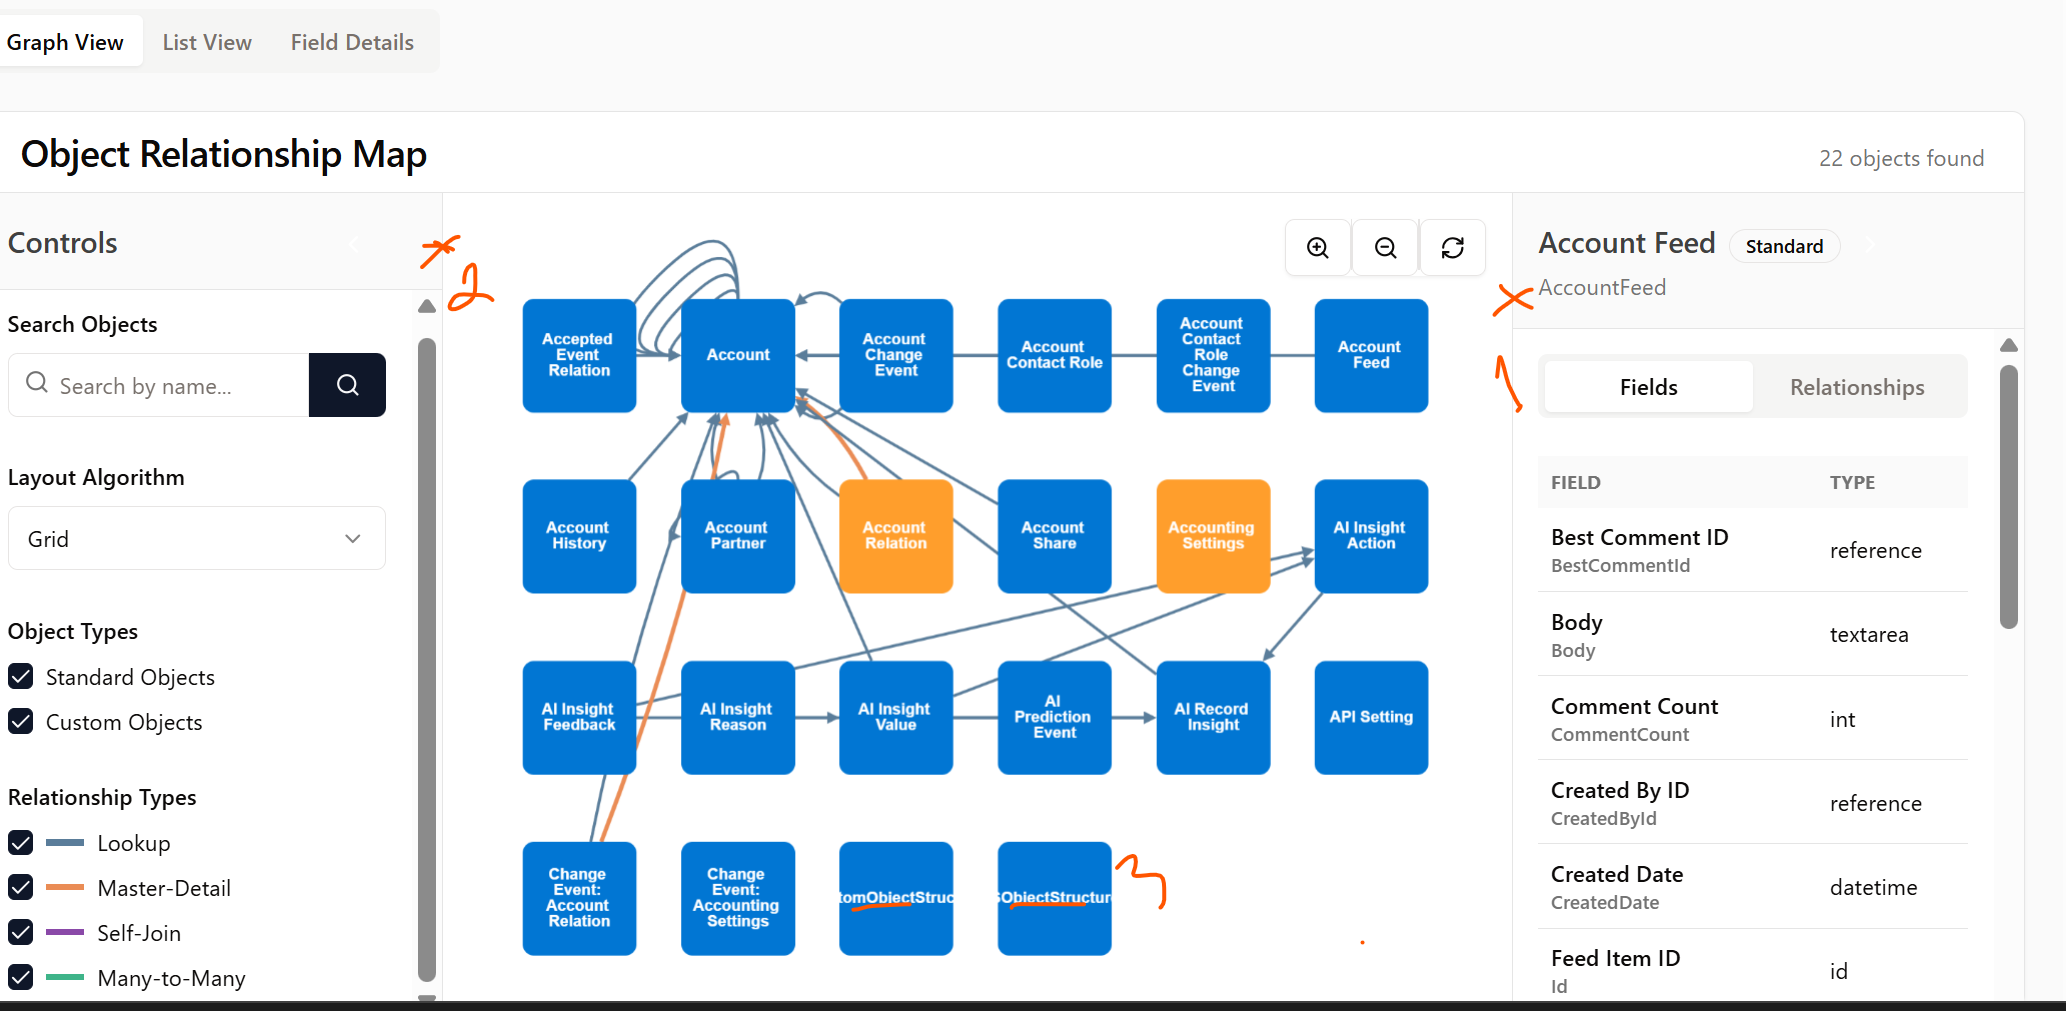 Graph View List View Field Details
Object Relationship Map
22 objects found
Controls
2
Search Objects
Search by name...
Layout Algorithm
Grid
Object Types
Standard Objects
Custom Objects
Relationship Types
Lookup
Master-Detail
Self-Join
Many-to-Many
Accepted
Event
Relation
Account
Account
Change
Event
Account
Contact Role
Account
Contact
Role
Change
Event
Account
Feed
Account
History
Account
Partner
Account
Relation
Account
Share
Accounting
Settings
AI Insight
Action
AI Insight
Feedback
AI Insight
Reason
AI Insight
Value
AI
Prediction
Event
AI Record
Insight
API Setting
Change
Event:
Account
Relation
Change
Event:
Accounting
Settings
tomObjectStruc
SObjectStructur
3
Account Feed Standard
AccountFeed
x
1
Fields Relationships
FIELD TYPE
Best Comment ID
BestCommentId
reference
Body
Body
textarea
Comment Count
CommentCount
int
Created By ID
CreatedById
reference
Created Date
CreatedDate
datetime
Feed Item ID
Id
id